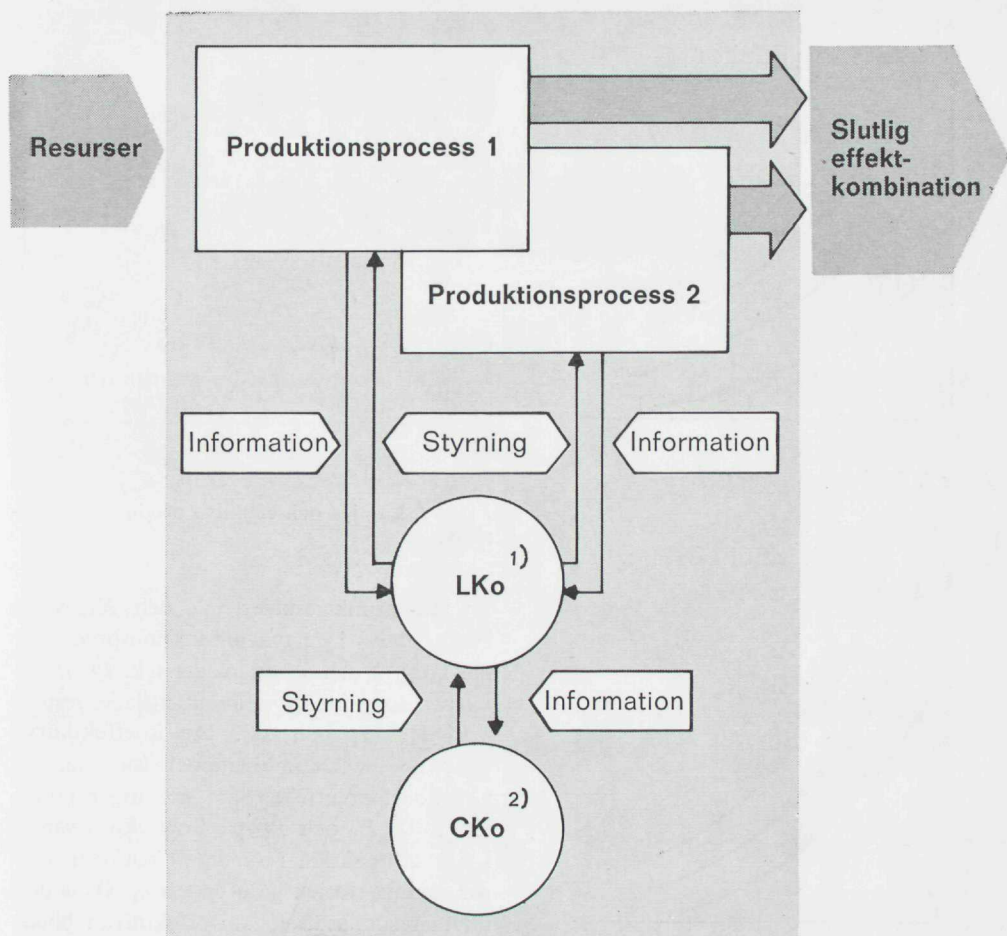 Resurser
Produktionsprocess 1
Slutlig
effekt-
kombination
Produktionsprocess 2
Information
Styrning
Information
LKo 1)
Styrning
Information
CKo 2)